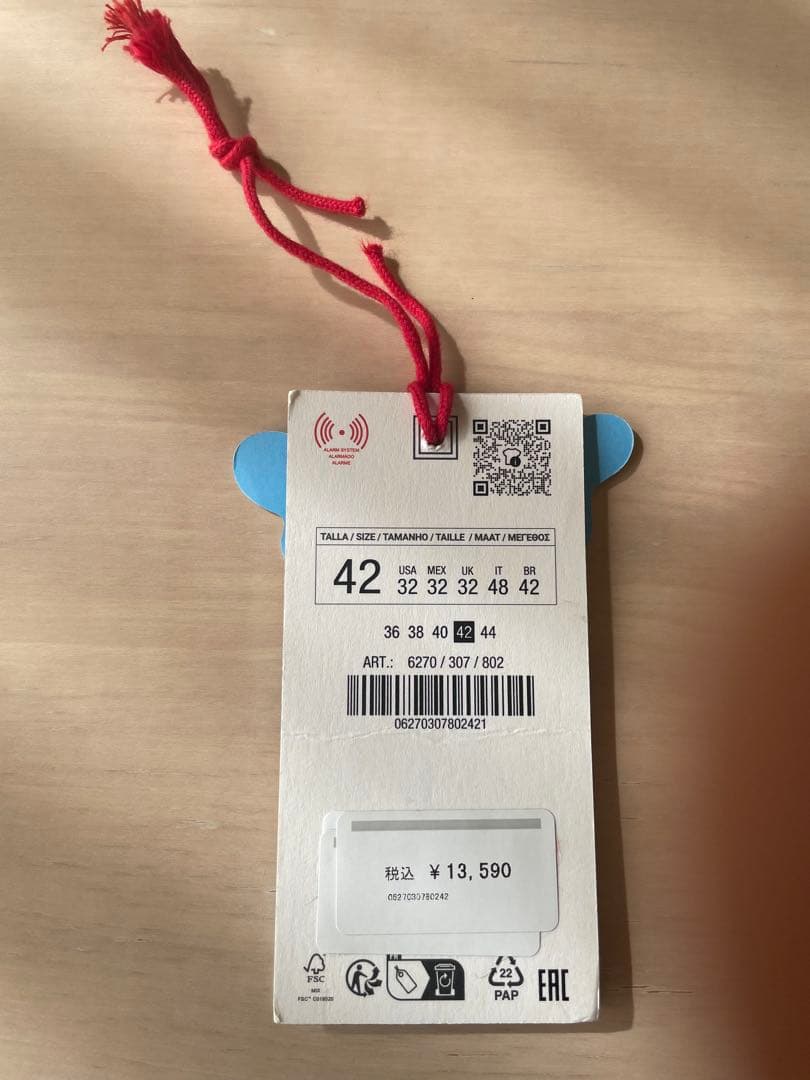 ALARM SYSTEM
ALARMADO
ALARME
TALLA / SIZE / TAMANHO / TAILLE / MAAT / ΜΕΓΕΘΟΣ
42
USA MEX UK IT BR
32 32 32 48 42
36 38 40 42 44
ART.: 6270 / 307 / 802
06270307802421
税込 ¥13,590
0627030780242
FR
FSC
MIX
22
PAP
EAC